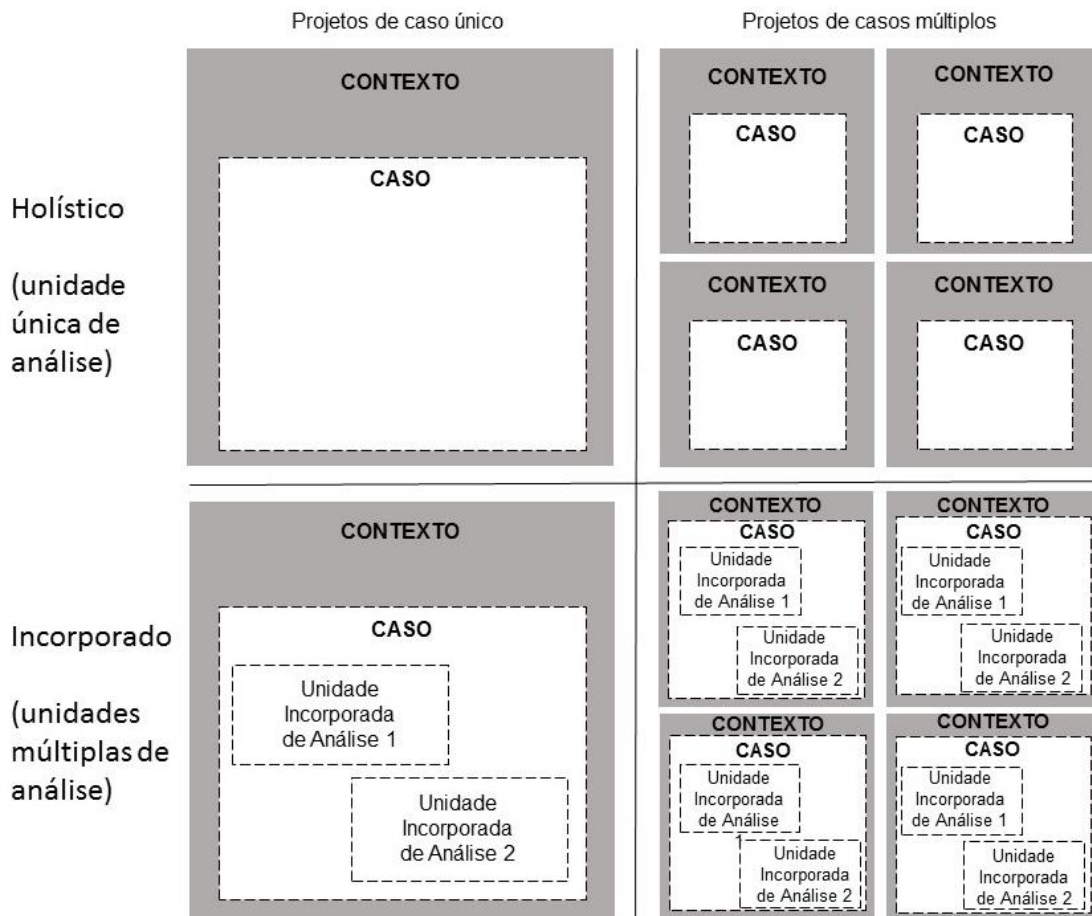 Projetos de caso único
Projetos de casos múltiplos
Holístico
(unidade
única de
análise)
CONTEXTO
CASO
CONTEXTO
CASO
CONTEXTO
CASO
CONTEXTO
CASO
CONTEXTO
CASO
Incorporado
(unidades
múltiplas de
análise)
CONTEXTO
CASO
Unidade
Incorporada
de Análise 1
Unidade
Incorporada
de Análise 2
CONTEXTO
CASO
Unidade
Incorporada
de Análise 1
Unidade
Incorporada
de Análise 2
CONTEXTO
CASO
Unidade
Incorporada
de Análise 1
Unidade
Incorporada
de Análise 2
CONTEXTO
CASO
Unidade
Incorporada
de Análise
Unidade
Incorporada
de Análise 2
CONTEXTO
CASO
Unidade
Incorporada
de Análise 1
Unidade
Incorporada
de Análise 2